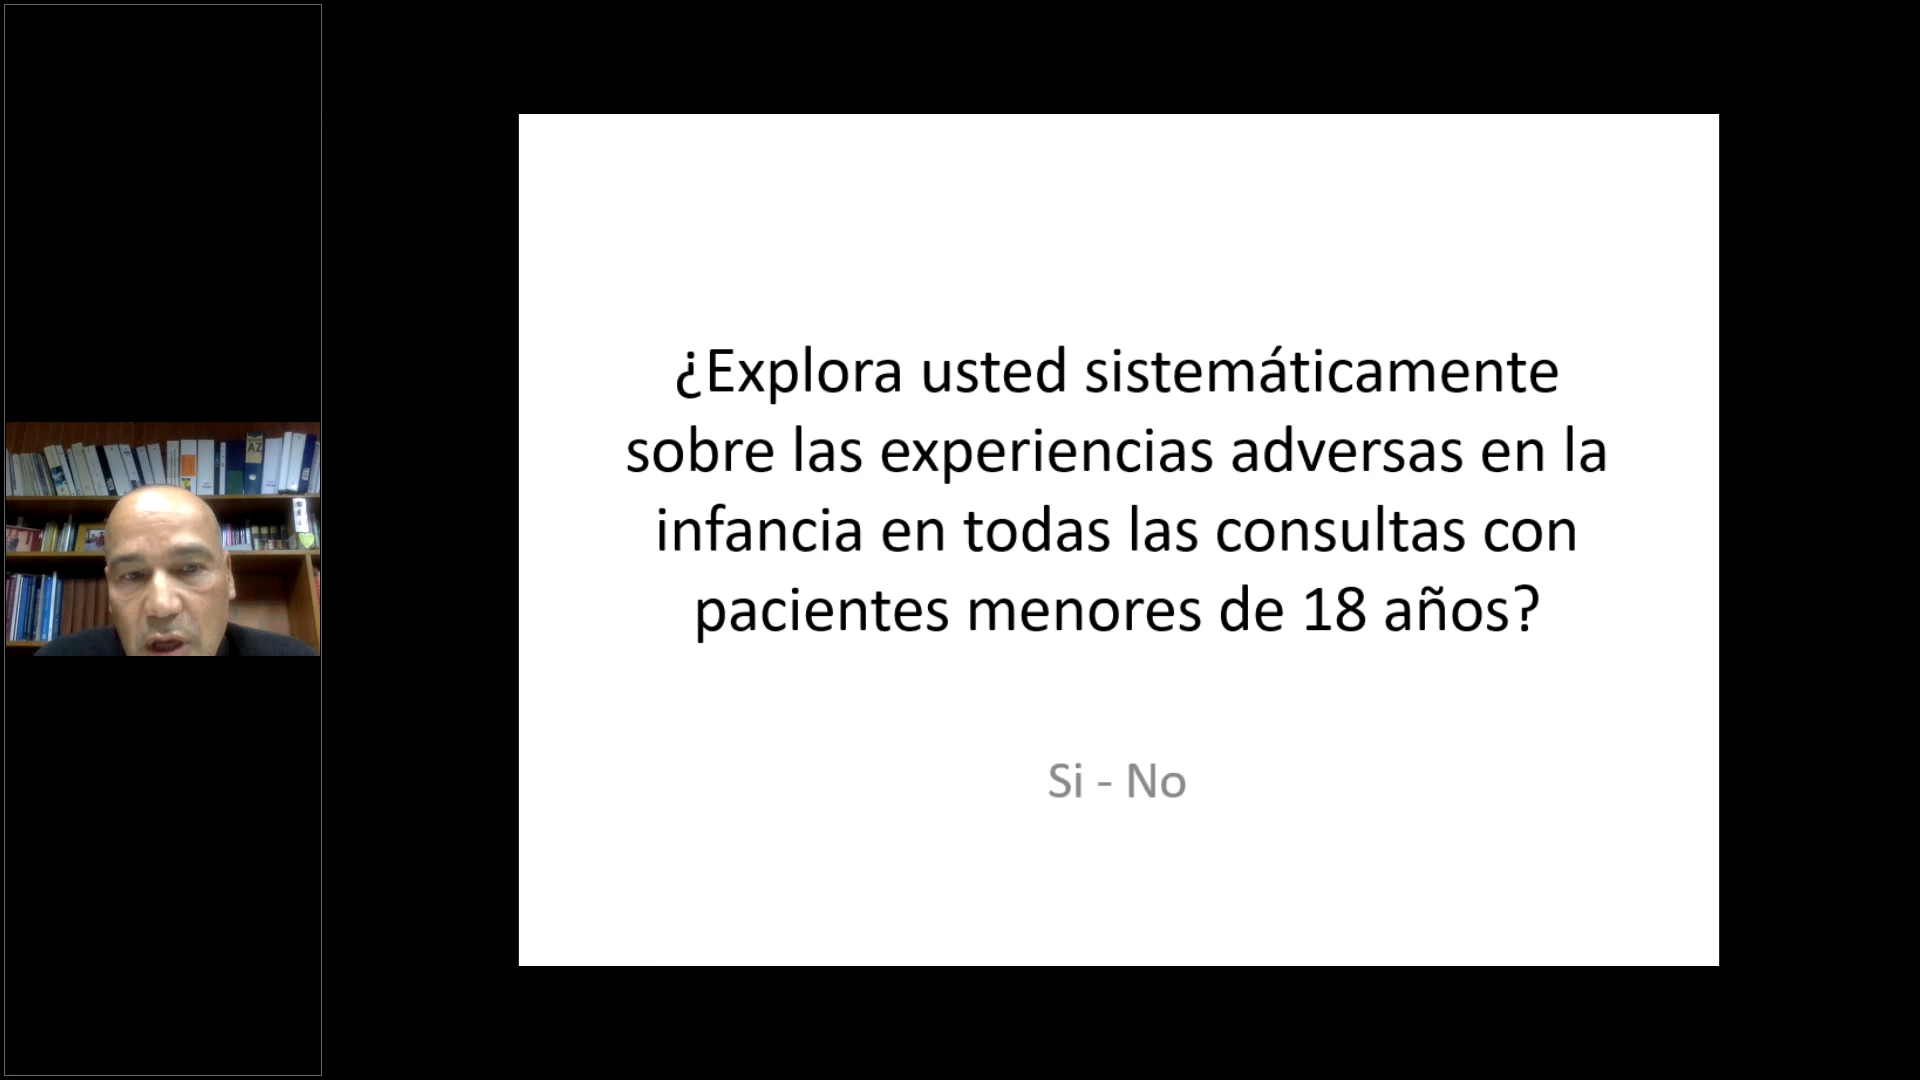 ¿Explora usted sistemáticamente
sobre las experiencias adversas en la
infancia en todas las consultas con
pacientes menores de 18 años?
Si - No
AZ